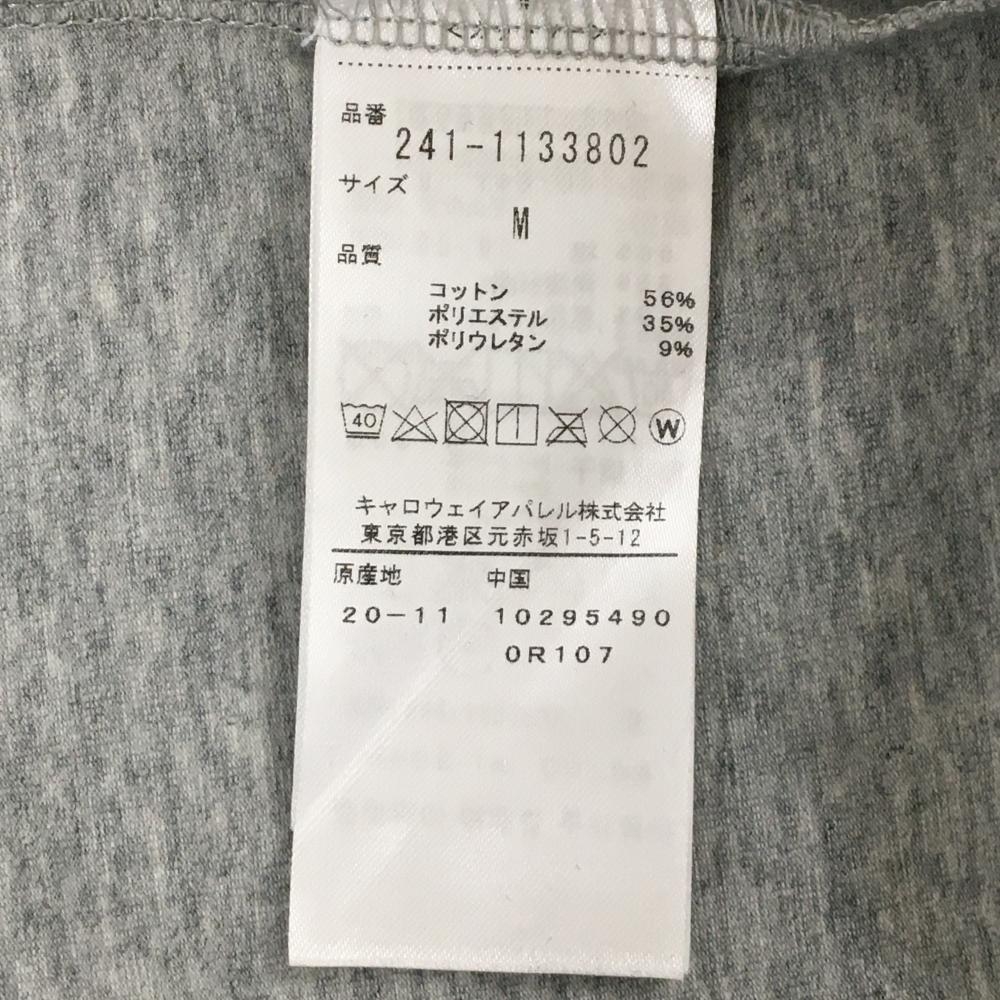 品番
241-1133802
サイズ
M
品質
コットン 56%
ポリエステル 35%
ポリウレタン 9%
40 W
キャロウェイアパレル株式会社
東京都港区元赤坂1-5-12
原産地 中国
20-11 10295490
0R107